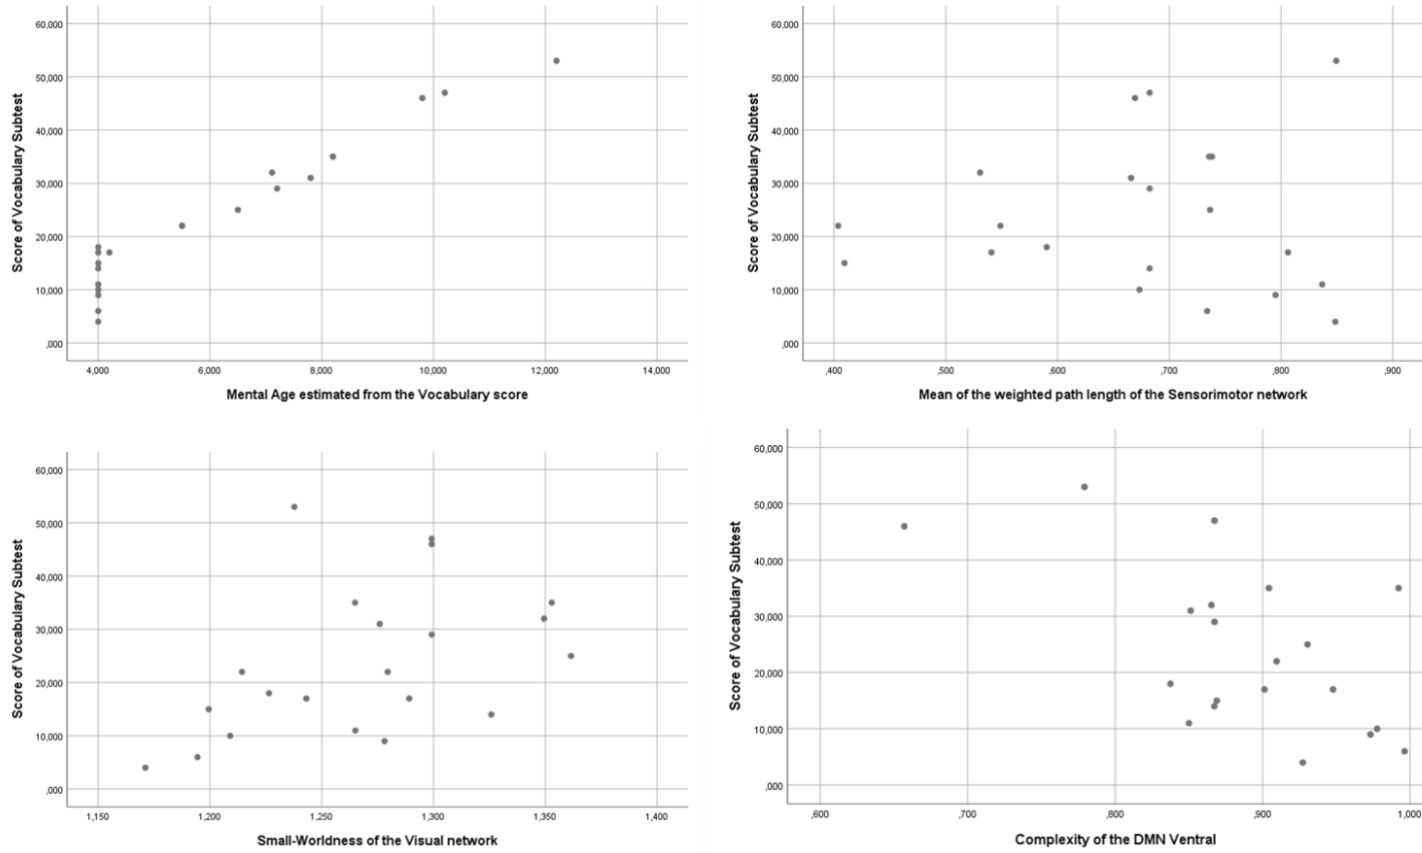 60,000
50,000
40,000
30,000
20,000
10,000
,000
Score of Vocabulary Subtest
4,000 6,000 8,000 10,000 12,000 14,000
Mental Age estimated from the Vocabulary score
60,000
50,000
40,000
30,000
20,000
10,000
,000
Score of Vocabulary Subtest
,400 ,500 ,600 ,700 ,800 ,900
Mean of the weighted path length of the Sensorimotor network
60,000
50,000
40,000
30,000
20,000
10,000
,000
Score of Vocabulary Subtest
1,150 1,200 1,250 1,300 1,350 1,400
Small-Worldness of the Visual network
60,000
50,000
40,000
30,000
20,000
10,000
,000
Score of Vocabulary Subtest
,600 ,700 ,800 ,900 1,000
Complexity of the DMN Ventral